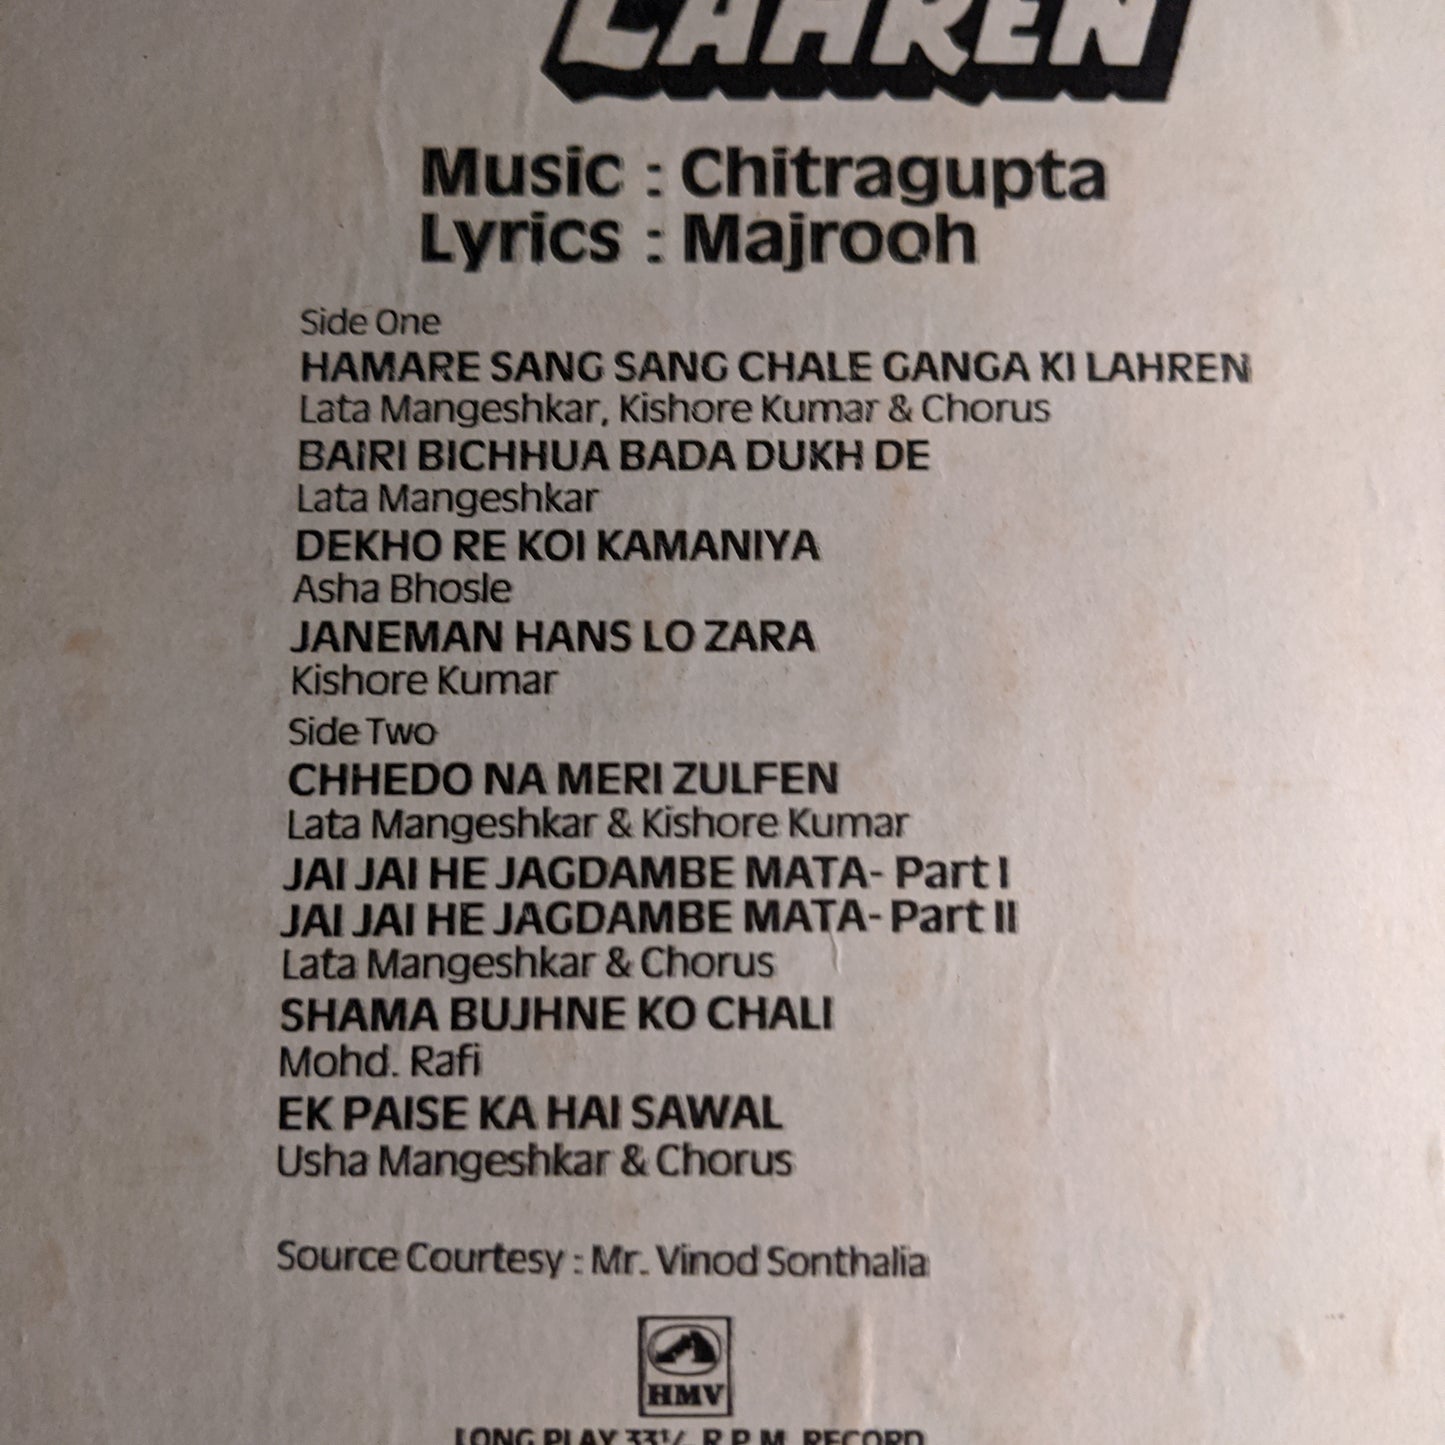 LAHREN
Music : Chitragupta
Lyrics : Majrooh
Side One
HAMARE SANG SANG CHALE GANGA KI LAHREN
Lata Mangeshkar, Kishore Kumar & Chorus
BAIRI BICHHUA BADA DUKH DE
Lata Mangeshkar
DEKHO RE KOI KAMANIYA
Asha Bhosle
JANEMAN HANS LO ZARA
Kishore Kumar
Side Two
CHHEDO NA MERI ZULFEN
Lata Mangeshkar & Kishore Kumar
JAI JAI HE JAGDAMBE MATA- Part I
JAI JAI HE JAGDAMBE MATA- Part II
Lata Mangeshkar & Chorus
SHAMA BUJHNE KO CHALI
Mohd. Rafi
EK PAISE KA HAI SAWAL
Usha Mangeshkar & Chorus
Source Courtesy : Mr. Vinod Sonthalia
HMV
LONG PLAY R.P.M. RECORD